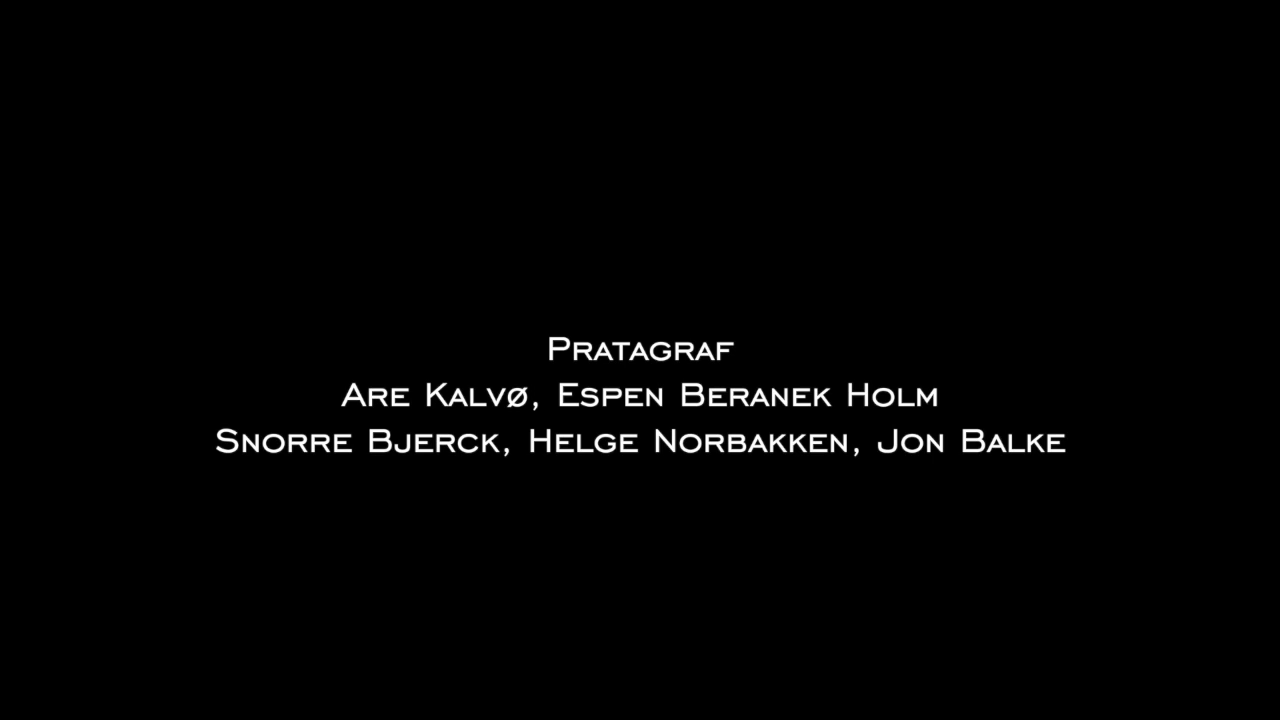 Pratagraf
Are Kalvø, Espen Beranek Holm
Snorre Bjerck, Helge Norbakken, Jon Balke